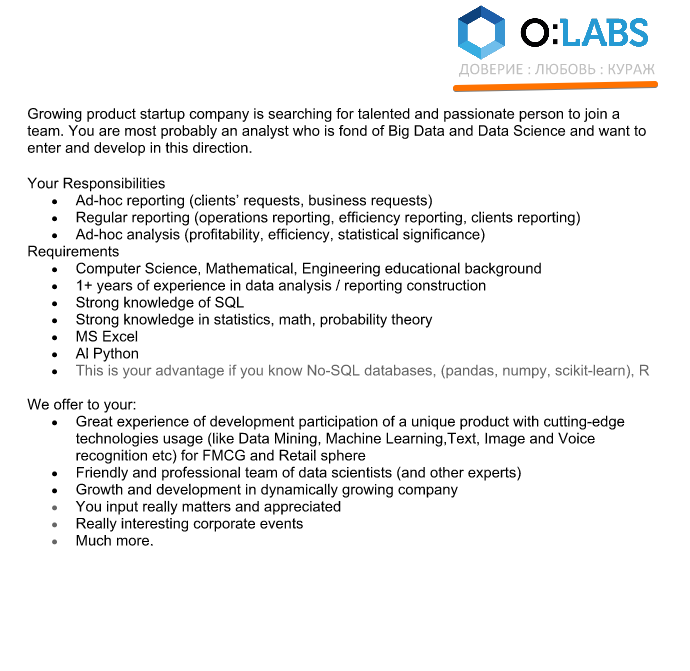 O:LABS
ДОВЕРИЕ : ЛЮБОВЬ : КУРАЖ
Growing product startup company is searching for talented and passionate person to join a
team. You are most probably an analyst who is fond of Big Data and Data Science and want to
enter and develop in this direction.
Your Responsibilities
• Ad-hoc reporting (clients’ requests, business requests)
• Regular reporting (operations reporting, efficiency reporting, clients reporting)
• Ad-hoc analysis (profitability, efficiency, statistical significance)
Requirements
• Computer Science, Mathematical, Engineering educational background
• 1+ years of experience in data analysis / reporting construction
• Strong knowledge of SQL
• Strong knowledge in statistics, math, probability theory
• MS Excel
• AI Python
• This is your advantage if you know No-SQL databases, (pandas, numpy, scikit-learn), R
We offer to your:
• Great experience of development participation of a unique product with cutting-edge
technologies usage (like Data Mining, Machine Learning,Text, Image and Voice
recognition etc) for FMCG and Retail sphere
• Friendly and professional team of data scientists (and other experts)
• Growth and development in dynamically growing company
• You input really matters and appreciated
• Really interesting corporate events
• Much more.